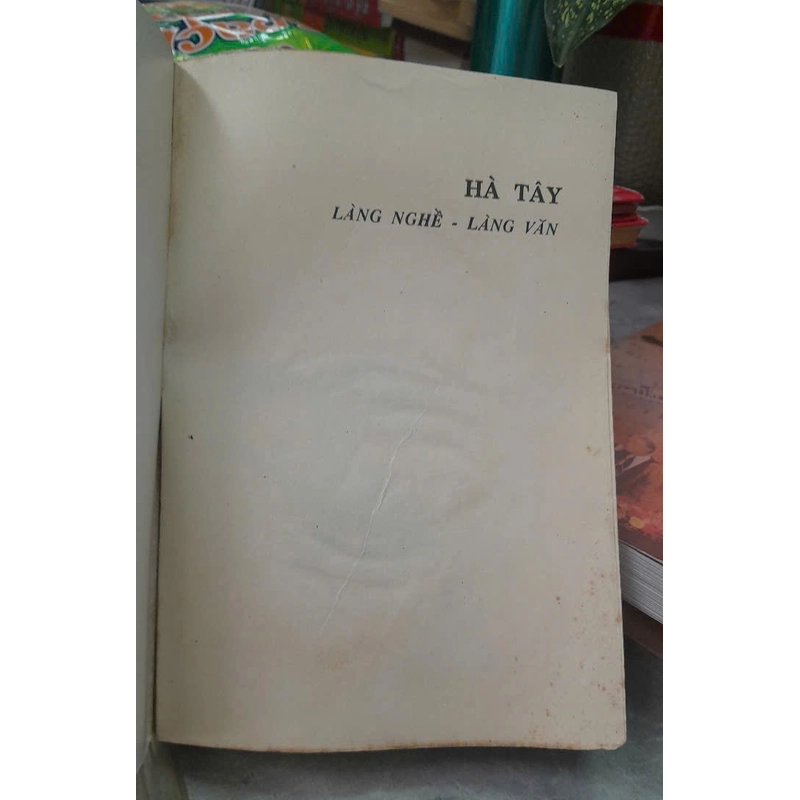 HÀ TÂY
LÀNG NGHỀ - LÀNG VĂN